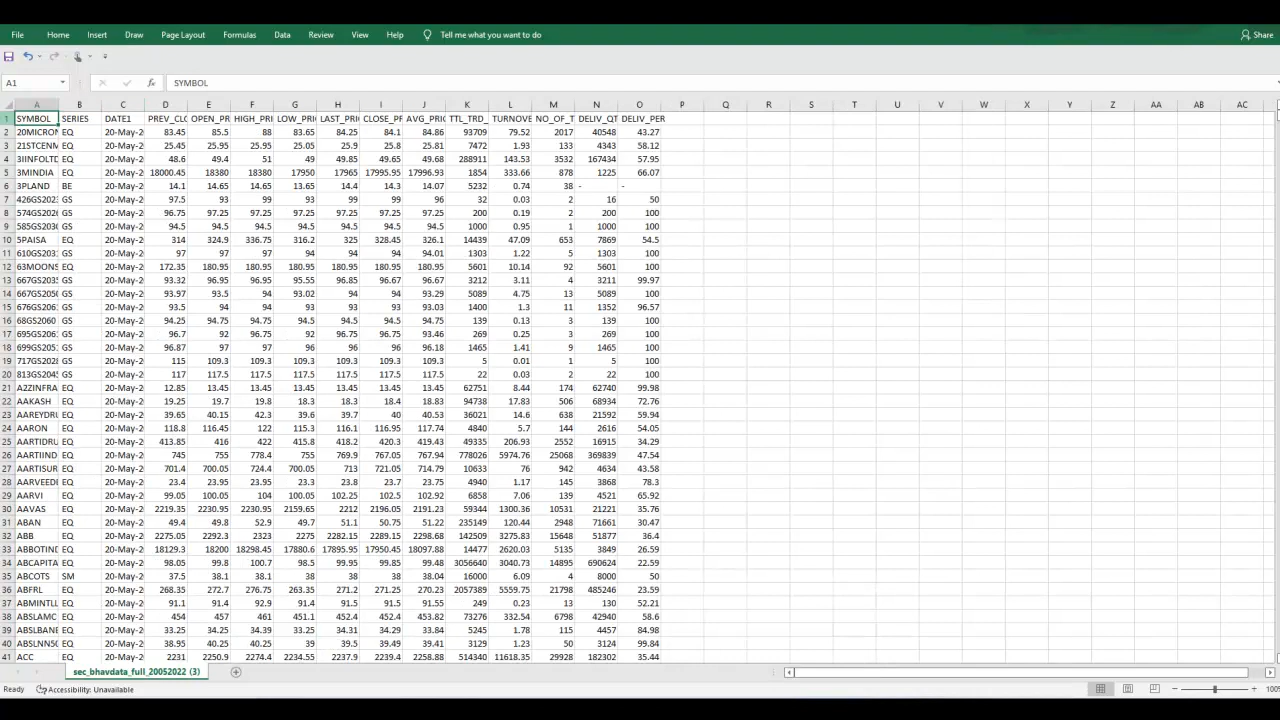 File Home Insert Draw Page Layout Formulas Data Review View Help Tell me what you want to do Share
A1 fx SYMBOL
A B C D E F G H I J K L M N O P Q R S T U V W X Y Z AA AB AC
1 SYMBOL SERIES DATE1 PREV_CLO OPEN_PR HIGH_PRI LOW_PRI LAST_PRI CLOSE_PF AVG_PRIC TTL_TRD_ TURNOVE NO_OF_T DELIV_QT DELIV_PER
2 20MICRON EQ 20-May-2 83.45 85.5 88 83.65 84.25 84.1 84.86 93709 79.52 2017 40548 43.27
3 21STCENM EQ 20-May-2 25.45 25.95 25.95 25.05 25.9 25.8 25.81 7472 1.93 133 4343 58.12
4 3IINFOLTD EQ 20-May-2 48.6 49.4 51 49 49.85 49.65 49.68 288911 143.53 3532 167434 57.95
5 3MINDIA EQ 20-May-2 18000.45 18380 18380 17950 17965 17995.95 17996.93 1854 333.66 878 1225 66.07
6 3PLAND BE 20-May-2 14.1 14.65 14.65 13.65 14.4 14.3 14.07 5232 0.74 38 - -
7 426GS2023 GS 20-May-2 97.5 93 99 93 99 99 96 32 0.03 2 16 50
8 574GS2026 GS 20-May-2 96.75 97.25 97.25 97.25 97.25 97.25 97.25 200 0.19 2 200 100
9 585GS2030 GS 20-May-2 94.5 94.5 94.5 94.5 94.5 94.5 94.5 1000 0.95 1 1000 100
10 5PAISA EQ 20-May-2 314 324.9 336.75 316.2 325 328.45 326.1 14439 47.09 653 7869 54.5
11 610GS2031 GS 20-May-2 97 97 97 94 94 94 94.01 1303 1.22 5 1303 100
12 63MOONS EQ 20-May-2 172.35 180.95 180.95 180.95 180.95 180.95 180.95 5601 10.14 92 5601 100
13 667GS2035 GS 20-May-2 93.32 96.95 96.95 95.55 96.85 96.67 96.67 3212 3.11 4 3211 99.97
14 667GS2050 GS 20-May-2 93.97 93.5 94 93.02 94 94 93.29 5089 4.75 13 5089 100
15 676GS2061 GS 20-May-2 93.5 94 94 93 93 93 93.03 1400 1.3 11 1352 96.57
16 68GS2060 GS 20-May-2 94.25 94.75 94.75 94.5 94.5 94.5 94.75 139 0.13 3 139 100
17 695GS2061 GS 20-May-2 96.7 92 96.75 92 96.75 96.75 93.46 269 0.25 3 269 100
18 699GS2051 GS 20-May-2 96.87 97 97 96 96 96 96.18 1465 1.41 9 1465 100
19 717GS2028 GS 20-May-2 115 109.3 109.3 109.3 109.3 109.3 109.3 5 0.01 1 5 100
20 813GS2045 GS 20-May-2 117 117.5 117.5 117.5 117.5 117.5 117.5 22 0.03 2 22 100
21 A2ZINFRA EQ 20-May-2 12.85 13.45 13.45 13.45 13.45 13.45 13.45 62751 8.44 174 62740 99.98
22 AAKASH EQ 20-May-2 19.25 19.7 19.8 18.3 18.3 18.4 18.83 94738 17.83 506 68934 72.76
23 AAREYDRU EQ 20-May-2 39.65 40.15 42.3 39.6 39.7 40 40.53 36021 14.6 638 21592 59.94
24 AARON EQ 20-May-2 118.8 116.45 122 115.3 116.1 116.95 117.74 4840 5.7 144 2616 54.05
25 AARTIDRU EQ 20-May-2 413.85 416 422 415.8 418.2 420.3 419.43 49335 206.93 2552 16915 34.29
26 AARTIIND EQ 20-May-2 745 755 778.4 755 769.9 767.05 767.94 778026 5974.76 25068 369839 47.54
27 AARTISUR EQ 20-May-2 701.4 700.05 724.4 700.05 713 721.05 714.79 10633 76 942 4634 43.58
28 AARVEEDE EQ 20-May-2 23.4 23.95 23.95 23.3 23.8 23.7 23.75 4940 1.17 145 3868 78.3
29 AARVI EQ 20-May-2 99.05 100.05 104 100.05 102.25 102.5 102.92 6858 7.06 139 4521 65.92
30 AAVAS EQ 20-May-2 2219.35 2230.95 2230.95 2159.65 2212 2196.05 2191.23 59344 1300.36 10531 21221 35.76
31 ABAN EQ 20-May-2 49.4 49.8 52.9 49.7 51.1 50.75 51.22 235149 120.44 2948 71661 30.47
32 ABB EQ 20-May-2 2275.05 2292.3 2323 2275 2282.15 2289.15 2298.68 142509 3275.83 15648 51877 36.4
33 ABBOTIND EQ 20-May-2 18129.3 18200 18298.45 17880.6 17895.95 17950.45 18097.88 14477 2620.03 5135 3849 26.59
34 ABCAPITA EQ 20-May-2 98.05 99.8 100.7 98.5 99.95 99.85 99.48 3056640 3040.73 14895 690624 22.59
35 ABCOTS SM 20-May-2 37.5 38.1 38.1 38 38 38 38.04 16000 6.09 4 8000 50
36 ABFRL EQ 20-May-2 268.35 272.7 276.75 263.35 271.2 271.25 270.23 2057389 5559.75 21798 485246 23.59
37 ABMINTLL EQ 20-May-2 91.1 91.4 92.9 91.4 91.5 91.5 91.55 249 0.23 13 130 52.21
38 ABSLAMC EQ 20-May-2 454 457 461 451.1 452.4 452.4 453.82 73276 332.54 6798 42940 58.6
39 ABSLBANE EQ 20-May-2 33.25 34.25 34.39 33.25 34.31 34.29 33.84 5245 1.78 115 4457 84.98
40 ABSLNN50 EQ 20-May-2 38.95 40.25 40.25 39 39.5 39.49 39.41 3129 1.23 50 3124 99.84
41 ACC EQ 20-May-2 2231 2250.9 2274.4 2234.55 2237.9 2239.4 2258.88 514340 11618.35 29928 182302 35.44
sec_bhavdata_full_20052022 (3)
Ready Accessibility: Unavailable 100%